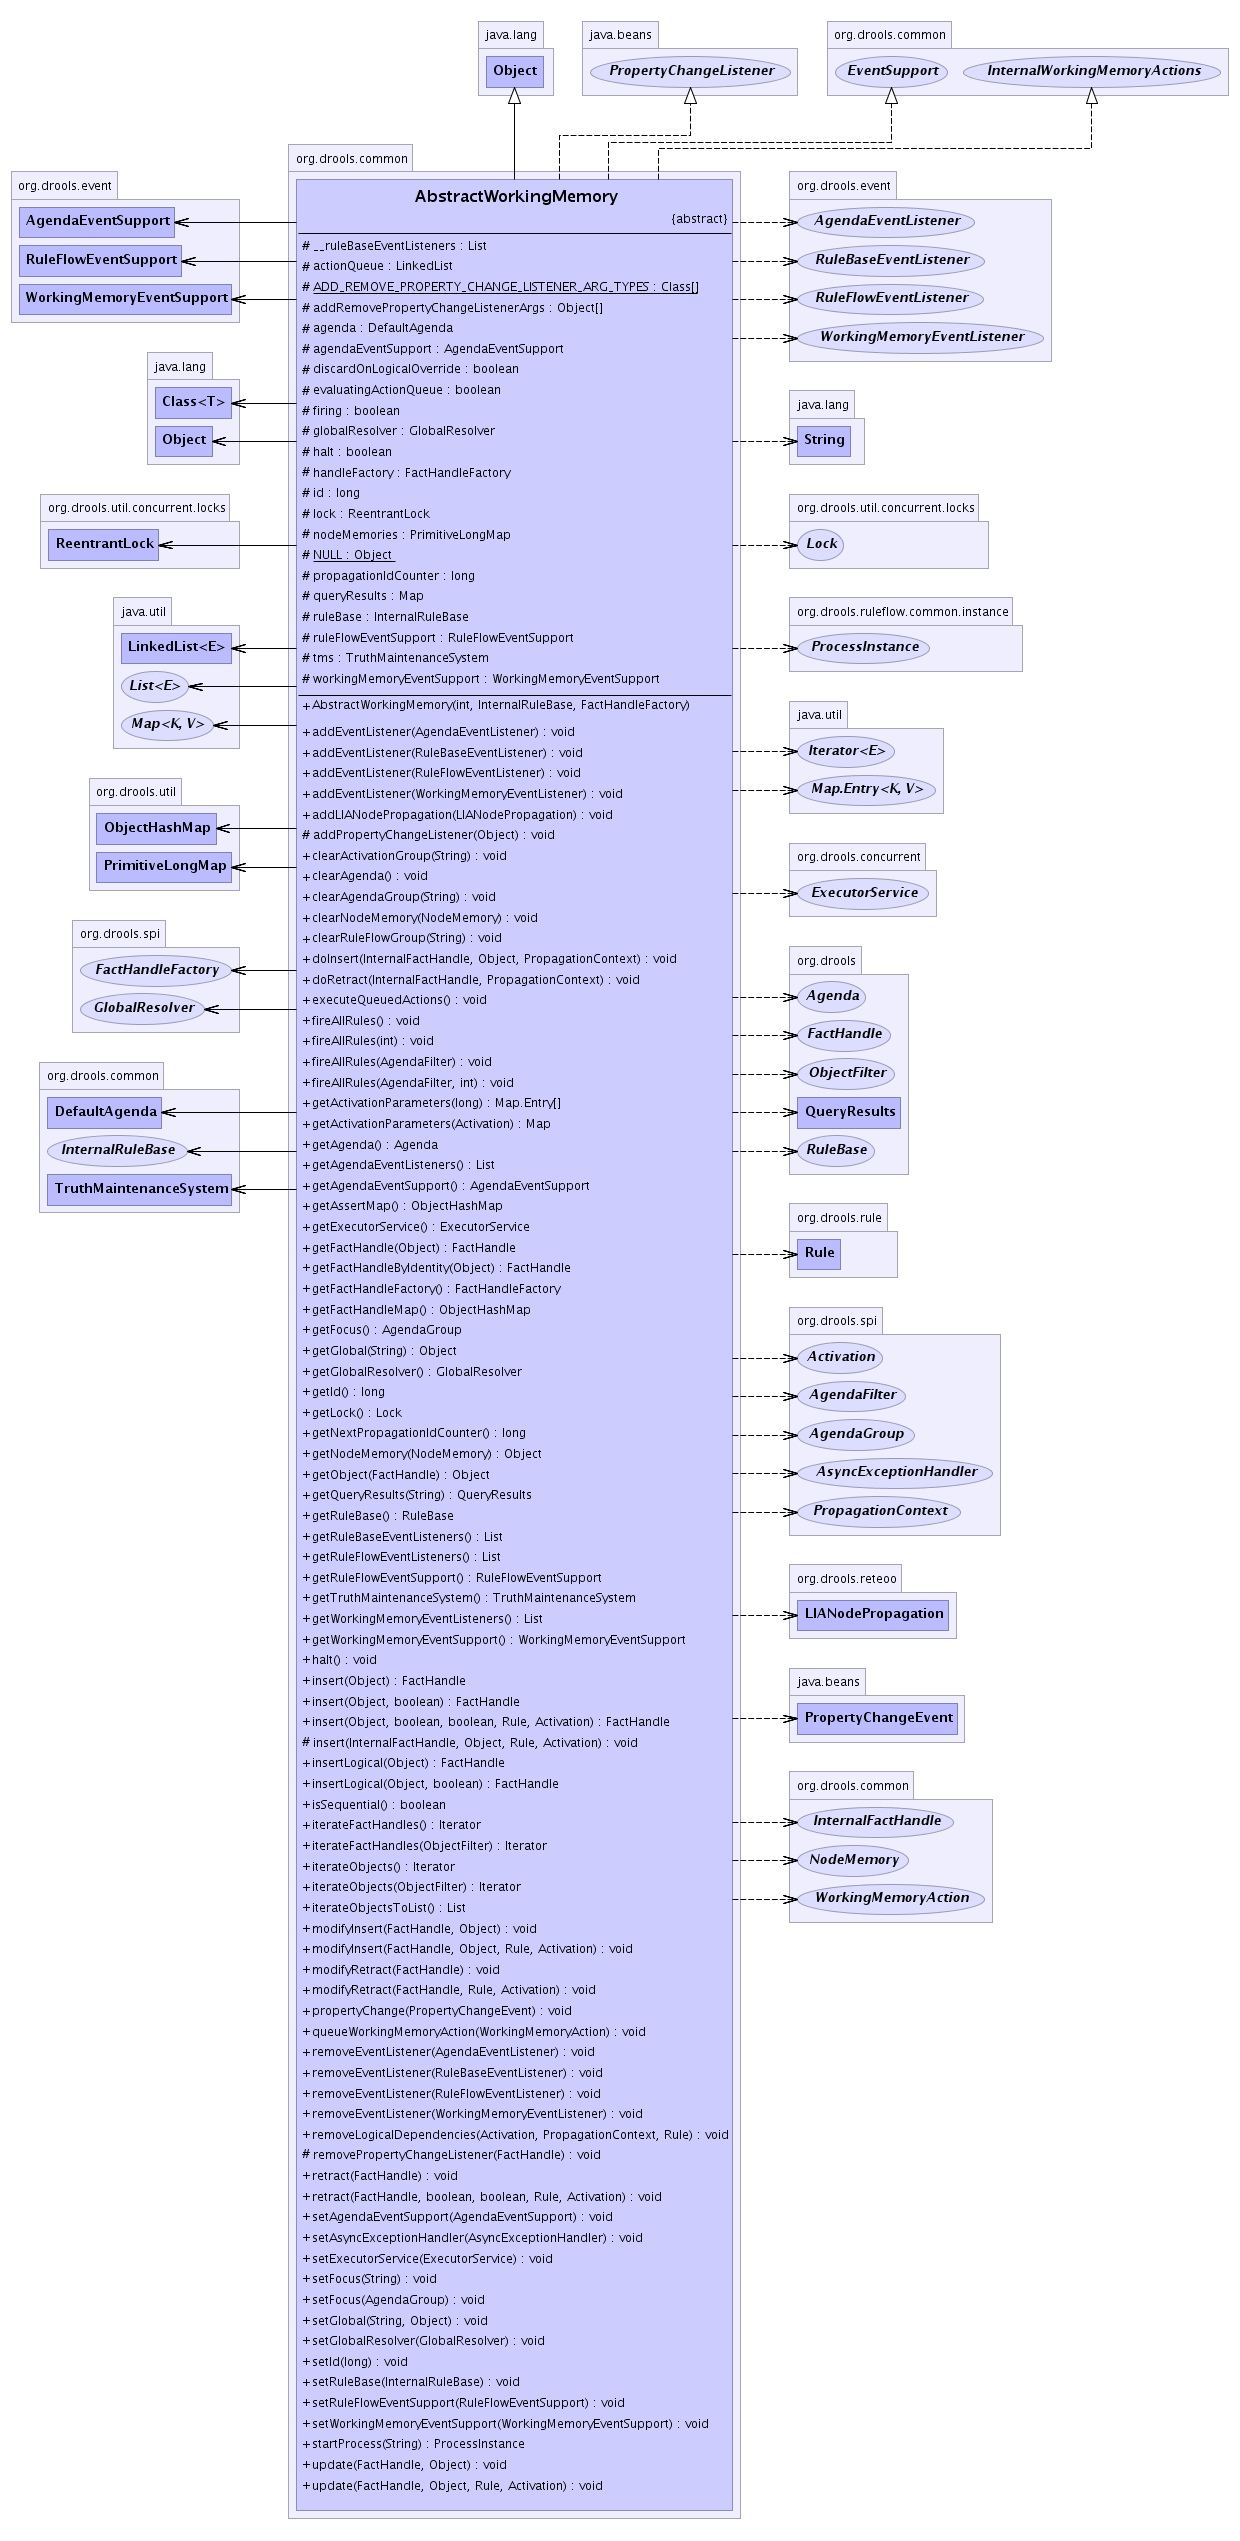 java.lang
Object
java.beans
PropertyChangeListener
org.drools.common
EventSupport
InternalWorkingMemoryActions
org.drools.event
AgendaEventSupport
RuleFlowEventSupport
WorkingMemoryEventSupport
java.lang
Class<T>
Object
org.drools.util.concurrent.locks
ReentrantLock
java.util
LinkedList<E>
List<E>
Map<K, V>
org.drools.util
ObjectHashMap
PrimitiveLongMap
org.drools.spi
FactHandleFactory
GlobalResolver
org.drools.common
DefaultAgenda
InternalRuleBase
TruthMaintenanceSystem
org.drools.common
AbstractWorkingMemory
{abstract}
# __ruleBaseEventListeners : List
# actionQueue : LinkedList
# ADD_REMOVE_PROPERTY_CHANGE_LISTENER_ARG_TYPES : Class[]
# addRemovePropertyChangeListenerArgs : Object[]
# agenda : DefaultAgenda
# agendaEventSupport : AgendaEventSupport
# discardOnLogicalOverride : boolean
# evaluatingActionQueue : boolean
# firing : boolean
# globalResolver : GlobalResolver
# halt : boolean
# handleFactory : FactHandleFactory
# id : long
# lock : ReentrantLock
# nodeMemories : PrimitiveLongMap
# NULL : Object
# propagationIdCounter : long
# queryResults : Map
# ruleBase : InternalRuleBase
# ruleFlowEventSupport : RuleFlowEventSupport
# tms : TruthMaintenanceSystem
# workingMemoryEventSupport : WorkingMemoryEventSupport
+ AbstractWorkingMemory(int, InternalRuleBase, FactHandleFactory)
+ addEventListener(AgendaEventListener) : void
+ addEventListener(RuleBaseEventListener) : void
+ addEventListener(RuleFlowEventListener) : void
+ addEventListener(WorkingMemoryEventListener) : void
+ addLIANodePropagation(LIANodePropagation) : void
# addPropertyChangeListener(Object) : void
+ clearActivationGroup(String) : void
+ clearAgenda() : void
+ clearAgendaGroup(String) : void
+ clearNodeMemory(NodeMemory) : void
+ clearRuleFlowGroup(String) : void
+ doInsert(InternalFactHandle, Object, PropagationContext) : void
+ doRetract(InternalFactHandle, PropagationContext) : void
+ executeQueuedActions() : void
+ fireAllRules() : void
+ fireAllRules(int) : void
+ fireAllRules(AgendaFilter) : void
+ fireAllRules(AgendaFilter, int) : void
+ getActivationParameters(long) : Map.Entry[]
+ getActivationParameters(Activation) : Map
+ getAgenda() : Agenda
+ getAgendaEventListeners() : List
+ getAgendaEventSupport() : AgendaEventSupport
+ getAssertMap() : ObjectHashMap
+ getExecutorService() : ExecutorService
+ getFactHandle(Object) : FactHandle
+ getFactHandleByIdentity(Object) : FactHandle
+ getFactHandleFactory() : FactHandleFactory
+ getFactHandleMap() : ObjectHashMap
+ getFocus() : AgendaGroup
+ getGlobal(String) : Object
+ getGlobalResolver() : GlobalResolver
+ getId() : long
+ getLock() : Lock
+ getNextPropagationIdCounter() : long
+ getNodeMemory(NodeMemory) : Object
+ getObject(FactHandle) : Object
+ getQueryResults(String) : QueryResults
+ getRuleBase() : RuleBase
+ getRuleBaseEventListeners() : List
+ getRuleFlowEventListeners() : List
+ getRuleFlowEventSupport() : RuleFlowEventSupport
+ getTruthMaintenanceSystem() : TruthMaintenanceSystem
+ getWorkingMemoryEventListeners() : List
+ getWorkingMemoryEventSupport() : WorkingMemoryEventSupport
+ halt() : void
+ insert(Object) : FactHandle
+ insert(Object, boolean) : FactHandle
+ insert(Object, boolean, boolean, Rule, Activation) : FactHandle
# insert(InternalFactHandle, Object, Rule, Activation) : void
+ insertLogical(Object) : FactHandle
+ insertLogical(Object, boolean) : FactHandle
+ isSequential() : boolean
+ iterateFactHandles() : Iterator
+ iterateFactHandles(ObjectFilter) : Iterator
+ iterateObjects() : Iterator
+ iterateObjects(ObjectFilter) : Iterator
+ iterateObjectsToList() : List
+ modifyInsert(FactHandle, Object) : void
+ modifyInsert(FactHandle, Object, Rule, Activation) : void
+ modifyRetract(FactHandle) : void
+ modifyRetract(FactHandle, Rule, Activation) : void
+ propertyChange(PropertyChangeEvent) : void
+ queueWorkingMemoryAction(WorkingMemoryAction) : void
+ removeEventListener(AgendaEventListener) : void
+ removeEventListener(RuleBaseEventListener) : void
+ removeEventListener(RuleFlowEventListener) : void
+ removeEventListener(WorkingMemoryEventListener) : void
+ removeLogicalDependencies(Activation, PropagationContext, Rule) : void
# removePropertyChangeListener(FactHandle) : void
+ retract(FactHandle) : void
+ retract(FactHandle, boolean, boolean, Rule, Activation) : void
+ setAgendaEventSupport(AgendaEventSupport) : void
+ setAsyncExceptionHandler(AsyncExceptionHandler) : void
+ setExecutorService(ExecutorService) : void
+ setFocus(String) : void
+ setFocus(AgendaGroup) : void
+ setGlobal(String, Object) : void
+ setGlobalResolver(GlobalResolver) : void
+ setId(long) : void
+ setRuleBase(InternalRuleBase) : void
+ setRuleFlowEventSupport(RuleFlowEventSupport) : void
+ setWorkingMemoryEventSupport(WorkingMemoryEventSupport) : void
+ startProcess(String) : ProcessInstance
+ update(FactHandle, Object) : void
+ update(FactHandle, Object, Rule, Activation) : void
org.drools.event
AgendaEventListener
RuleBaseEventListener
RuleFlowEventListener
WorkingMemoryEventListener
java.lang
String
org.drools.util.concurrent.locks
Lock
org.drools.ruleflow.common.instance
ProcessInstance
java.util
Iterator<E>
Map.Entry<K, V>
org.drools.concurrent
ExecutorService
org.drools
Agenda
FactHandle
ObjectFilter
QueryResults
RuleBase
org.drools.rule
Rule
org.drools.spi
Activation
AgendaFilter
AgendaGroup
AsyncExceptionHandler
PropagationContext
org.drools.reteoo
LIANodePropagation
java.beans
PropertyChangeEvent
org.drools.common
InternalFactHandle
NodeMemory
WorkingMemoryAction